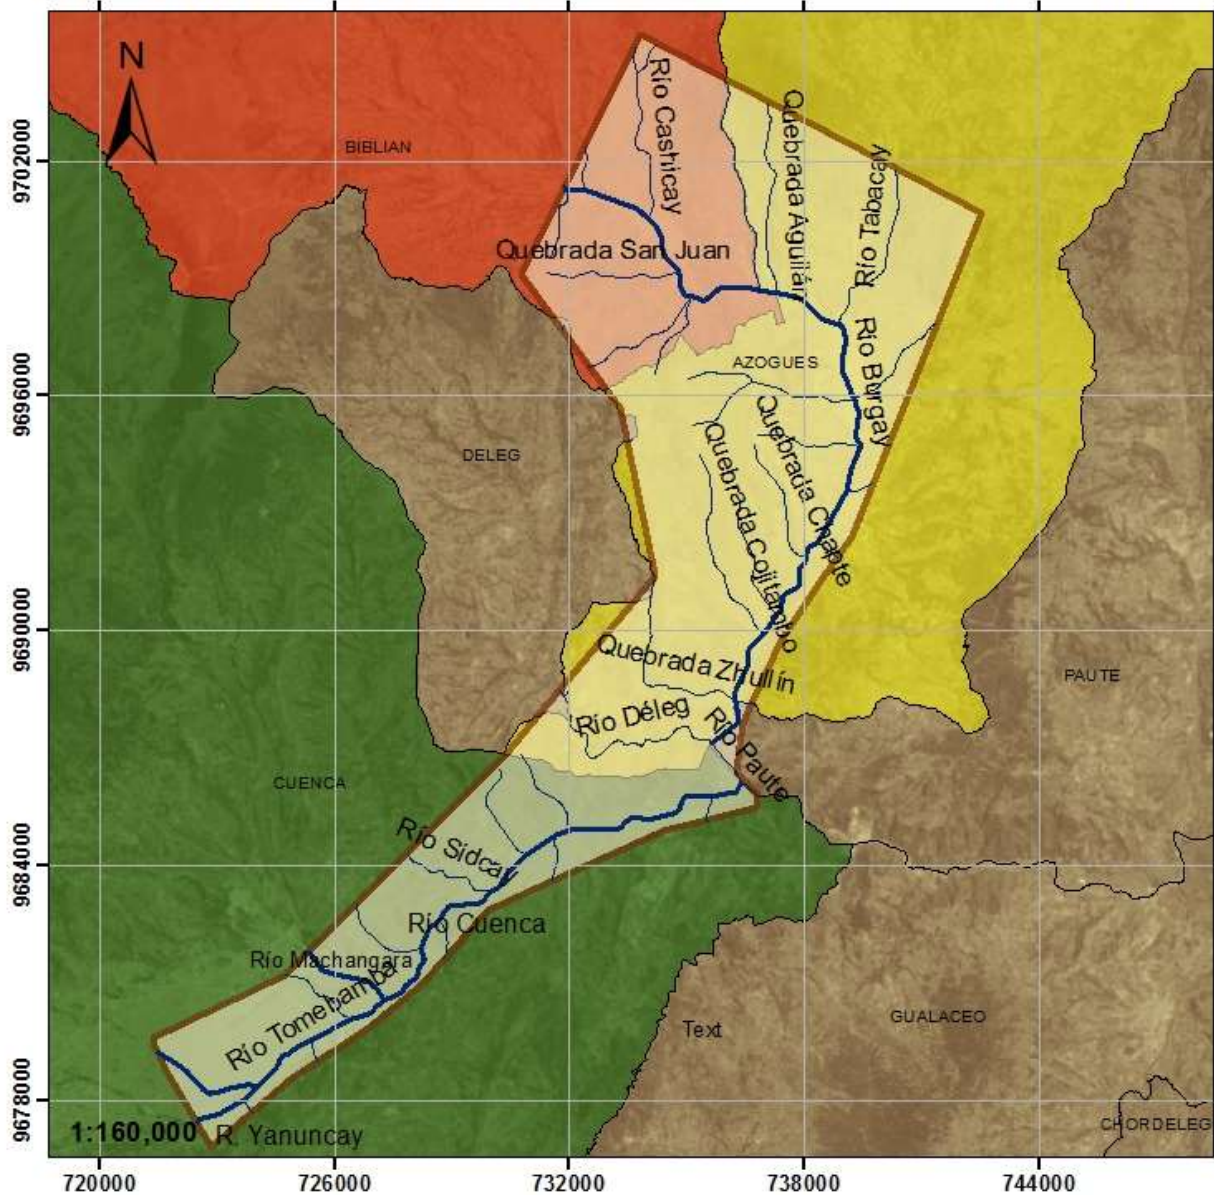 N
BIBLIAN
Río Cashicay
Quebrada Aguilán
Río Tabacay
Quebrada San Juan
Río Burgay
AZOGUES
DELEG
Quebrada Chapte
Quebrada Cojitambo
Quebrada Zhullín
PAUTE
Río Déleg
Río Paute
CUENCA
Río Sidcay
Río Cuenca
Río Machangara
Río Tomebamba
Text
GUALACEO
CHORDELEG
1:160,000
R. Yanuncay
9702000
9696000
9690000
9684000
9678000
720000
726000
732000
738000
744000